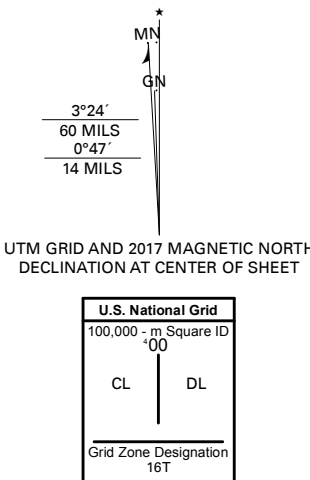 ★
MN
GN
3°24´
60 MILS
0°47´
14 MILS
UTM GRID AND 2017 MAGNETIC NORTH
DECLINATION AT CENTER OF SHEET
U.S. National Grid
100,000 - m Square ID
⁴00
CL DL
Grid Zone Designation
16T